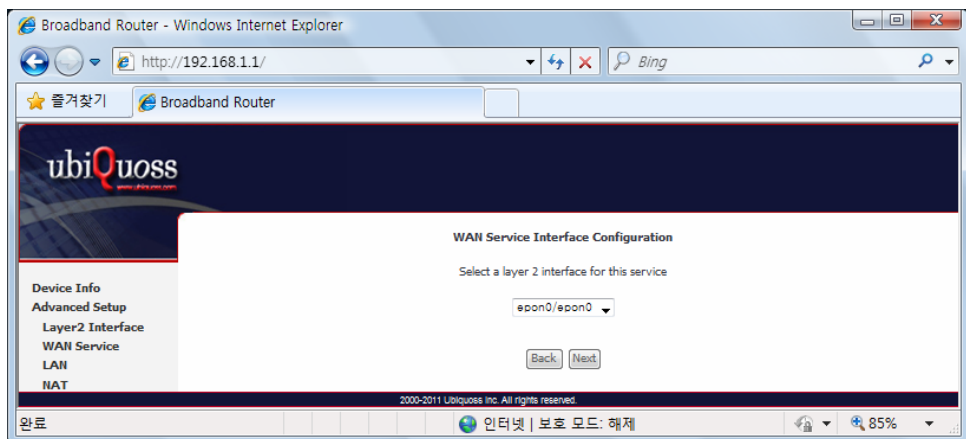 Broadband Router - Windows Internet Explorer
http://192.168.1.1/
Bing
즐겨찾기
Broadband Router
ubiQuoss
www.ubiquoss.com
WAN Service Interface Configuration
Select a layer 2 interface for this service
epon0/epon0
Back Next
Device Info
Advanced Setup
Layer2 Interface
WAN Service
LAN
NAT
2000-2011 Ubiquoss Inc. All rights reserved.
완료
인터넷 | 보호 모드: 해제
85%